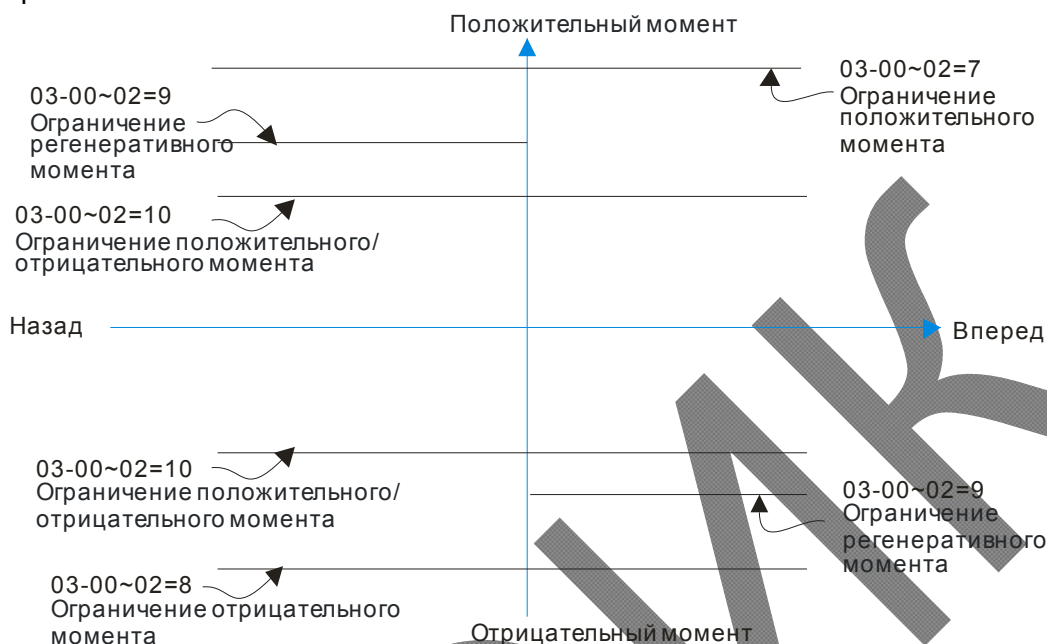 Положительный момент
03-00~02=7
Ограничение
положительного
момента
03-00~02=9
Ограничение
регенеративного
момента
03-00~02=10
Ограничение положительного/
отрицательного момента
Назад
Вперед
03-00~02=10
Ограничение положительного/
отрицательного момента
03-00~02=9
Ограничение
регенеративного
момента
03-00~02=8
Ограничение отрицательного
момента
Отрицательный момент